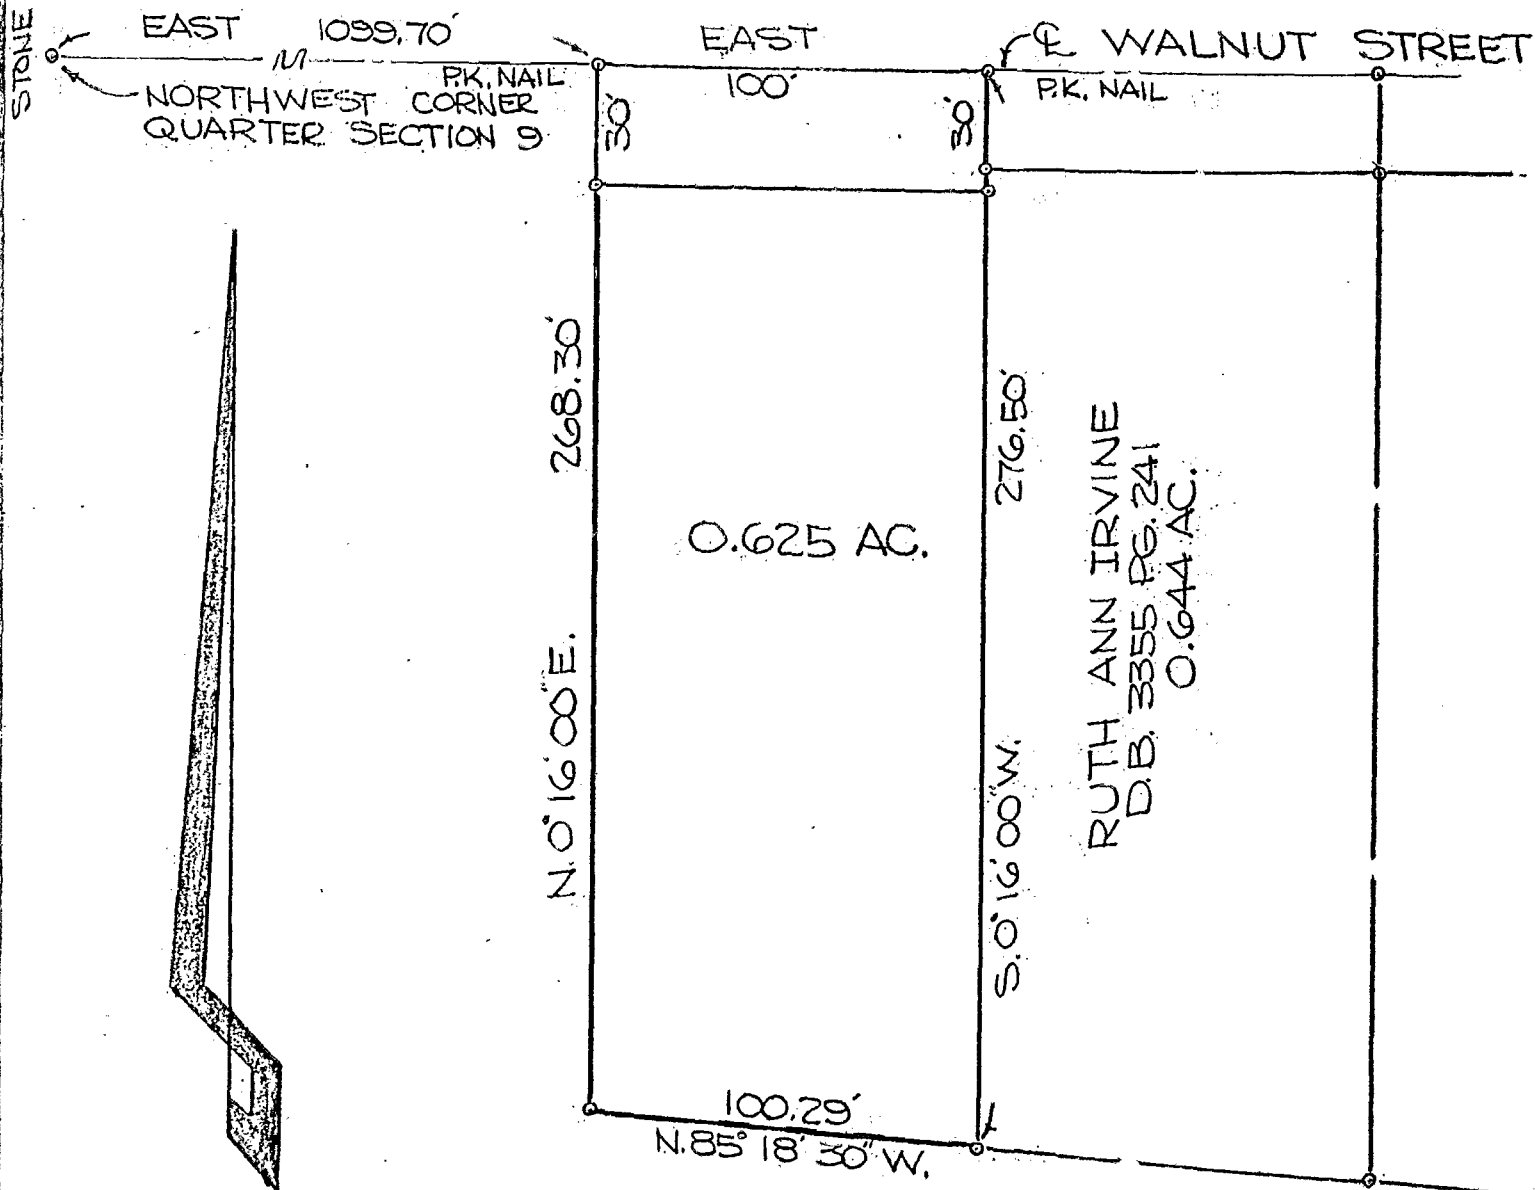 STONE
EAST 1099.70'
EAST
100'
℄ WALNUT STREET
P.K. NAIL
P.K. NAIL
NORTHWEST CORNER
QUARTER SECTION 9
30'
30'
268.30'
N. 0° 16' 00" E.
0.625 AC.
276.50'
S. 0° 16' 00" W.
RUTH ANN IRVINE
D.B. 3355 PG. 241
0.644 AC.
100.29'
N. 85° 18' 30" W.